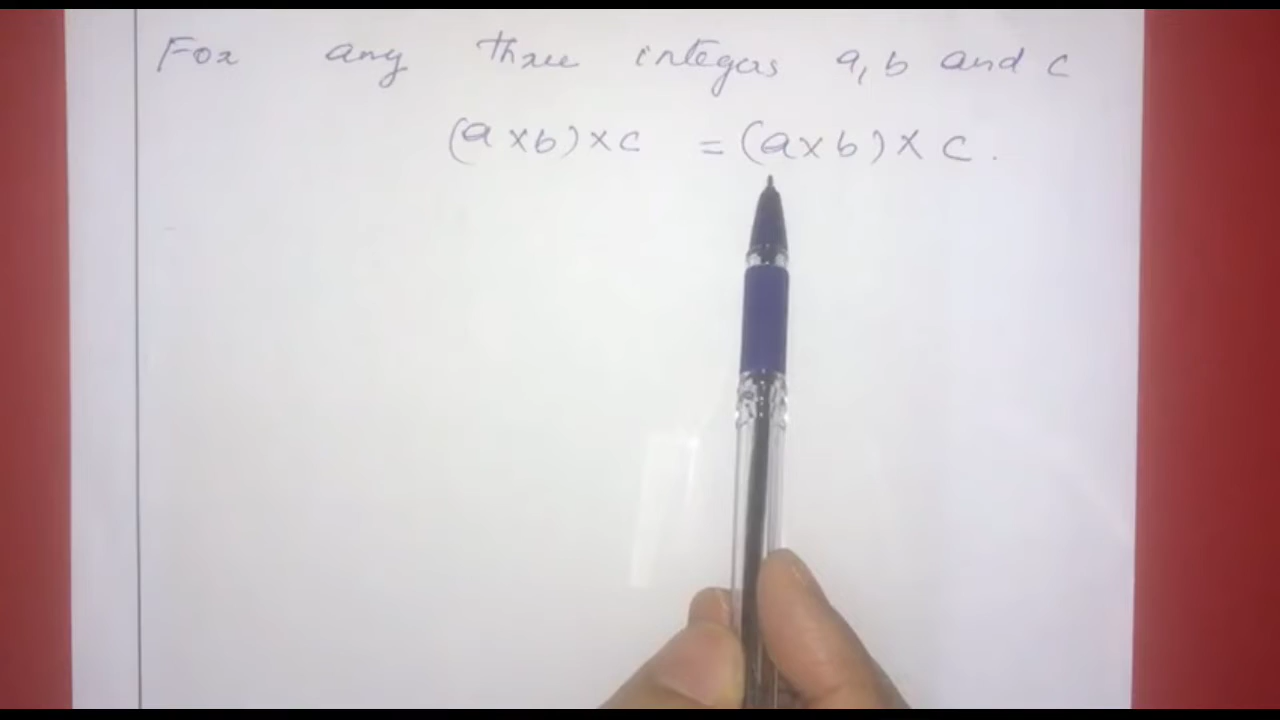 For any three integers a, b and c
(a × b) × c = (a × b) × c.